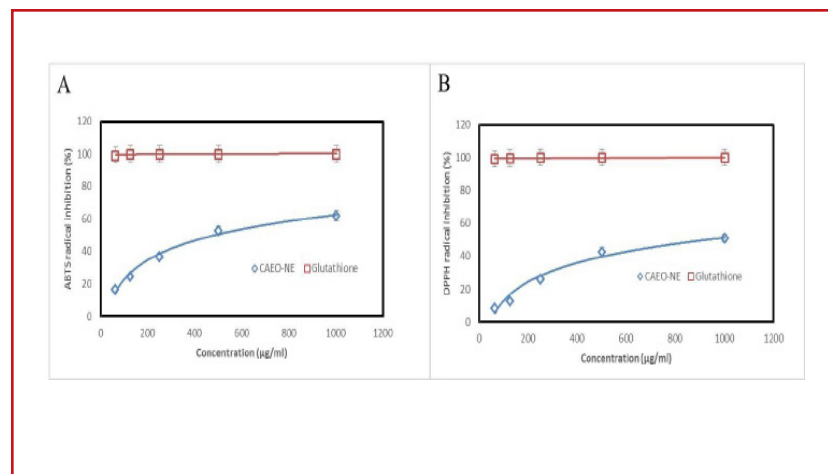 A
120
100
80
60
40
20
0
ABTS radical inhibition (%)
CAEO-NE Glutathione
0 200 400 600 800 1000 1200
Concentration (µg/ml)
B
120
100
80
60
40
20
0
DPPH radical inhibition (%)
CAEO-NE Glutathione
0 200 400 600 800 1000 1200
Concentration (µg/ml)